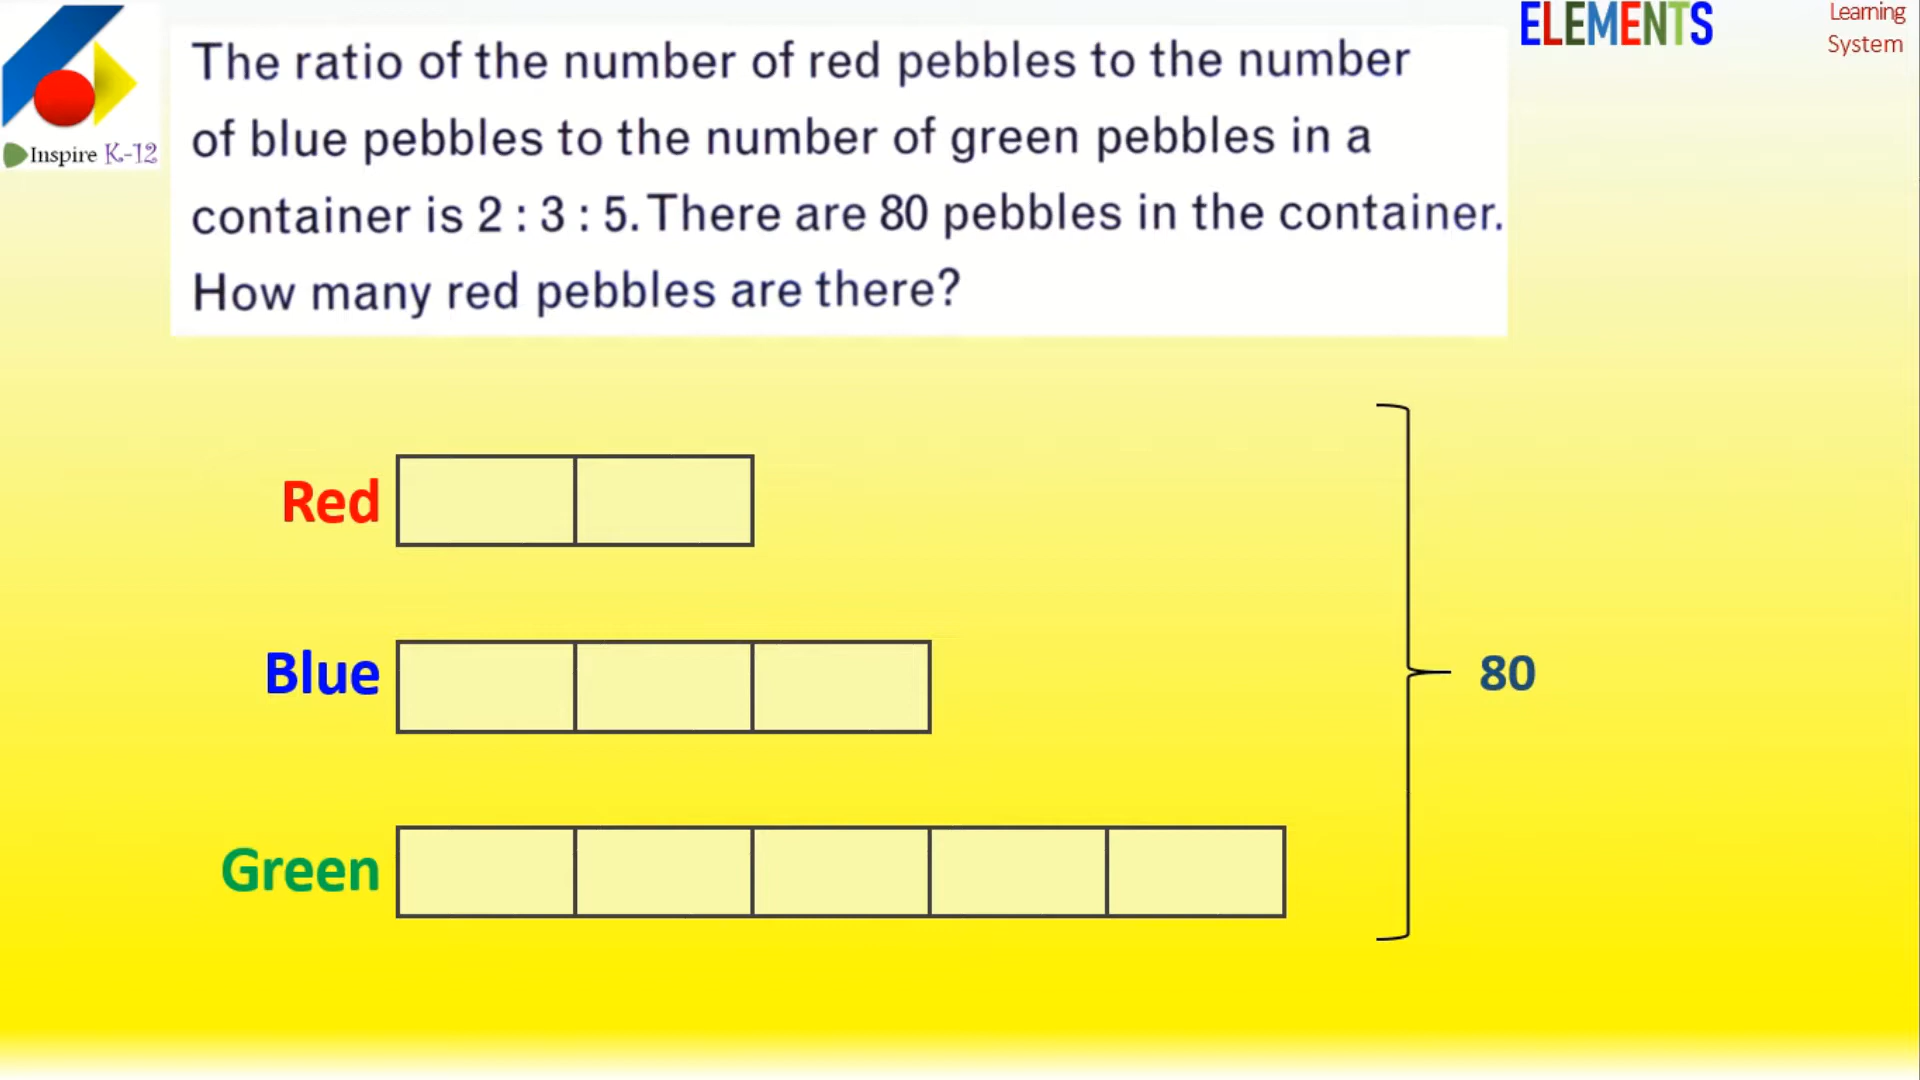 ELEMENTS
Learning
System
Inspire K-12
The ratio of the number of red pebbles to the number
of blue pebbles to the number of green pebbles in a
container is 2 : 3 : 5. There are 80 pebbles in the container.
How many red pebbles are there?
Red
Blue
80
Green